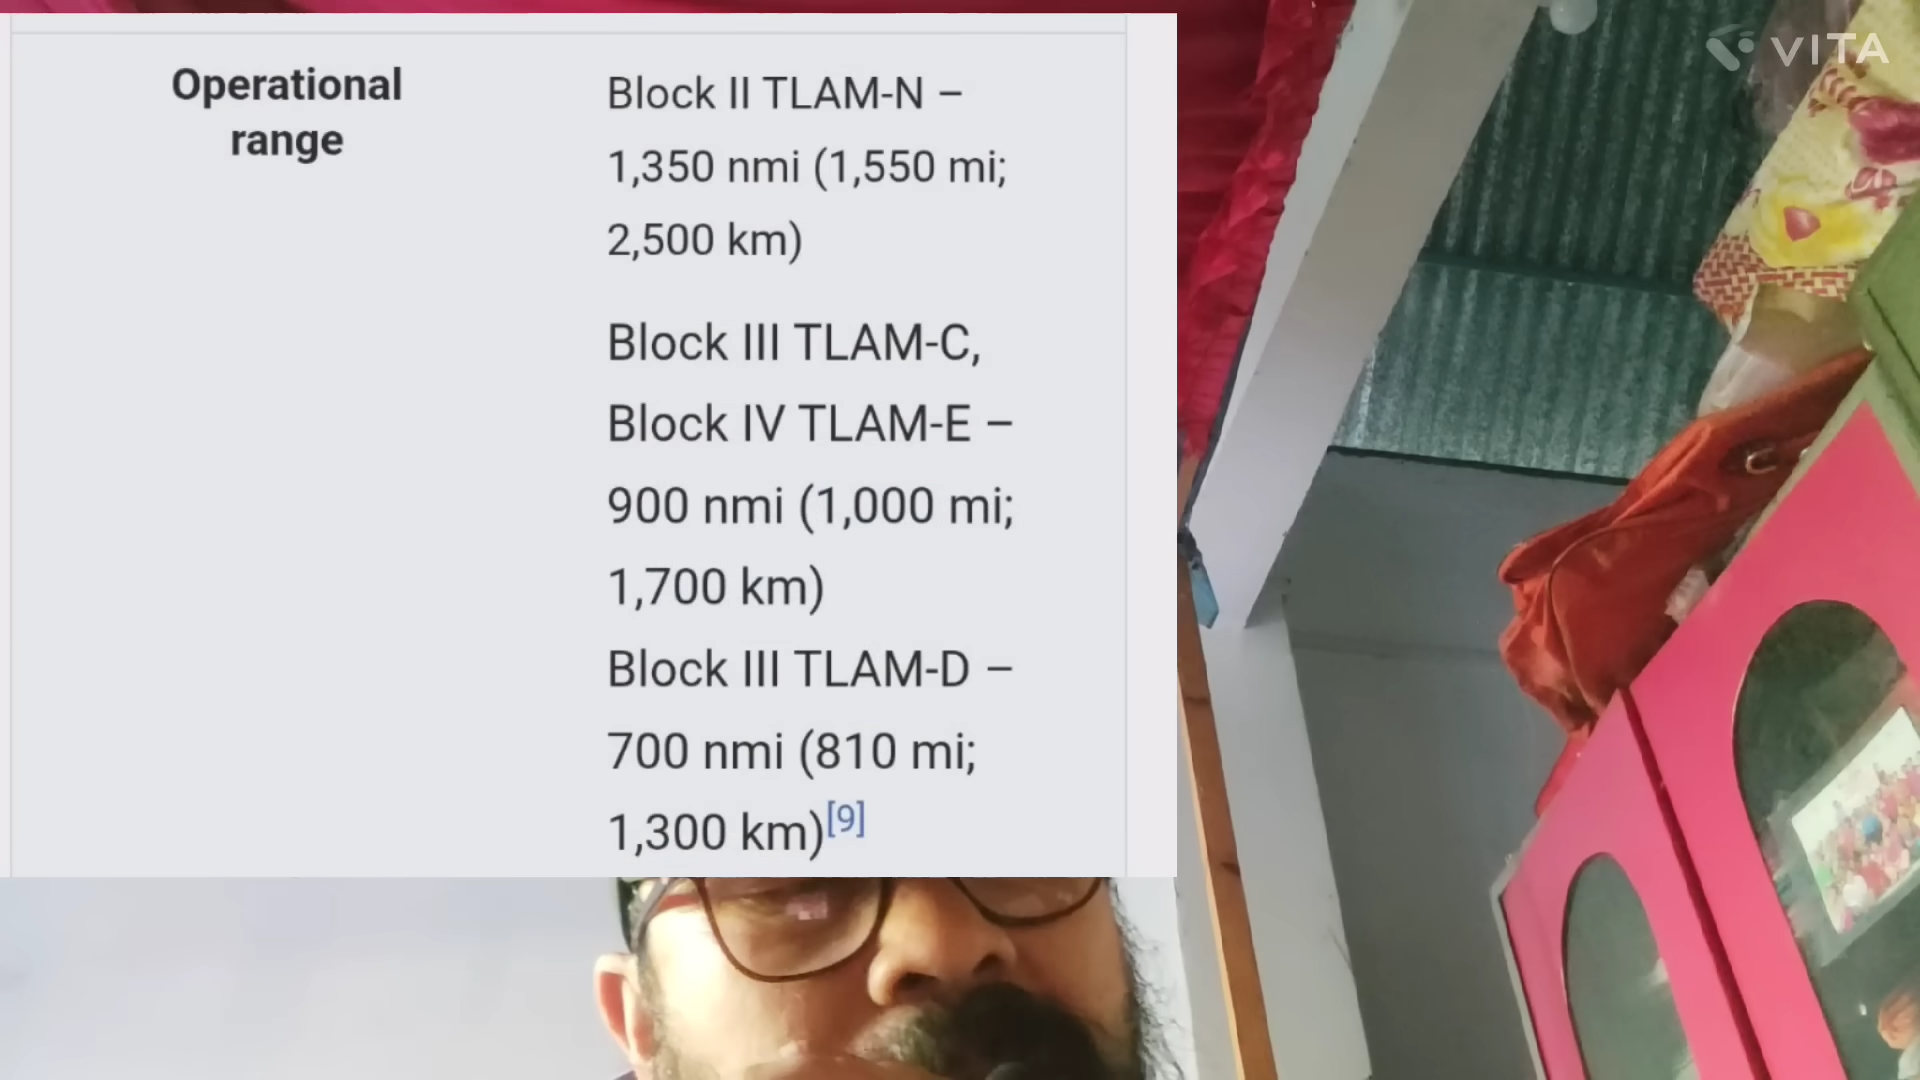 Operational
range
Block II TLAM-N –
1,350 nmi (1,550 mi;
2,500 km)
Block III TLAM-C,
Block IV TLAM-E –
900 nmi (1,000 mi;
1,700 km)
Block III TLAM-D –
700 nmi (810 mi;
1,300 km)[9]
VITA